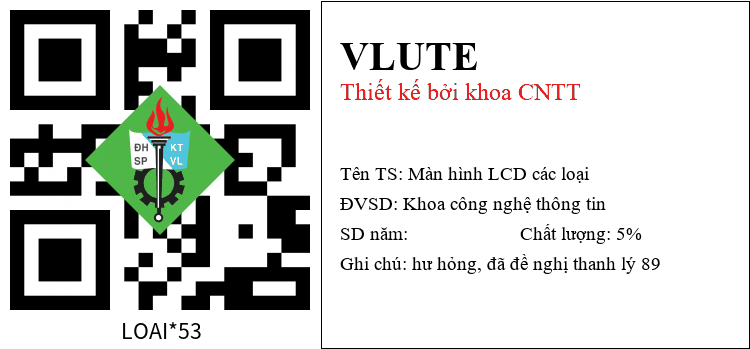 ĐH KT
SP VL
LOAI*53
VLUTE
Thiết kế bởi khoa CNTT
Tên TS: Màn hình LCD các loại
ĐVSD: Khoa công nghệ thông tin
SD năm: Chất lượng: 5%
Ghi chú: hư hỏng, đã đề nghị thanh lý 89